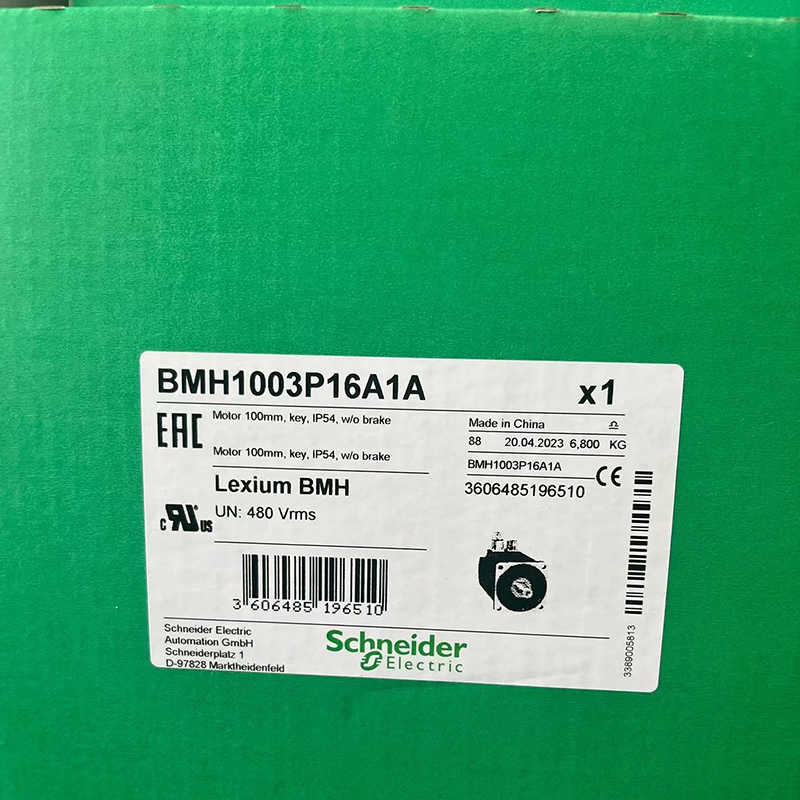 BMH1003P16A1A x1
EAC
Motor 100mm, key, IP54, w/o brake
Motor 100mm, key, IP54, w/o brake
Made in China
88 20.04.2023 6,800 KG
BMH1003P16A1A
CE
3606485196510
Lexium BMH
UN: 480 Vrms
c RU us
3 606485 196510
Schneider Electric
Automation GmbH
Schneiderplatz 1
D-97828 Marktheidenfeld
Schneider
Electric
3389005813